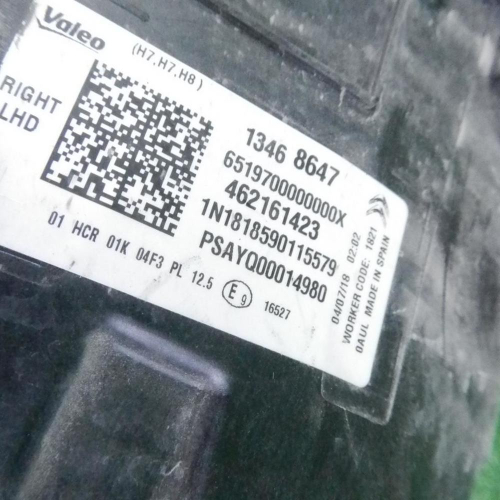 Valeo
(H7.H7.H8)
RIGHT
LHD
1346 8647
6519700000000X
462161423
1N1818590115579
PSAYQ00014980
01 HCR 01K 04F3 PL 12.5 E9 16527
04/07/18 02:02
WORKER CODE: 1821
0AUL MADE IN SPAIN